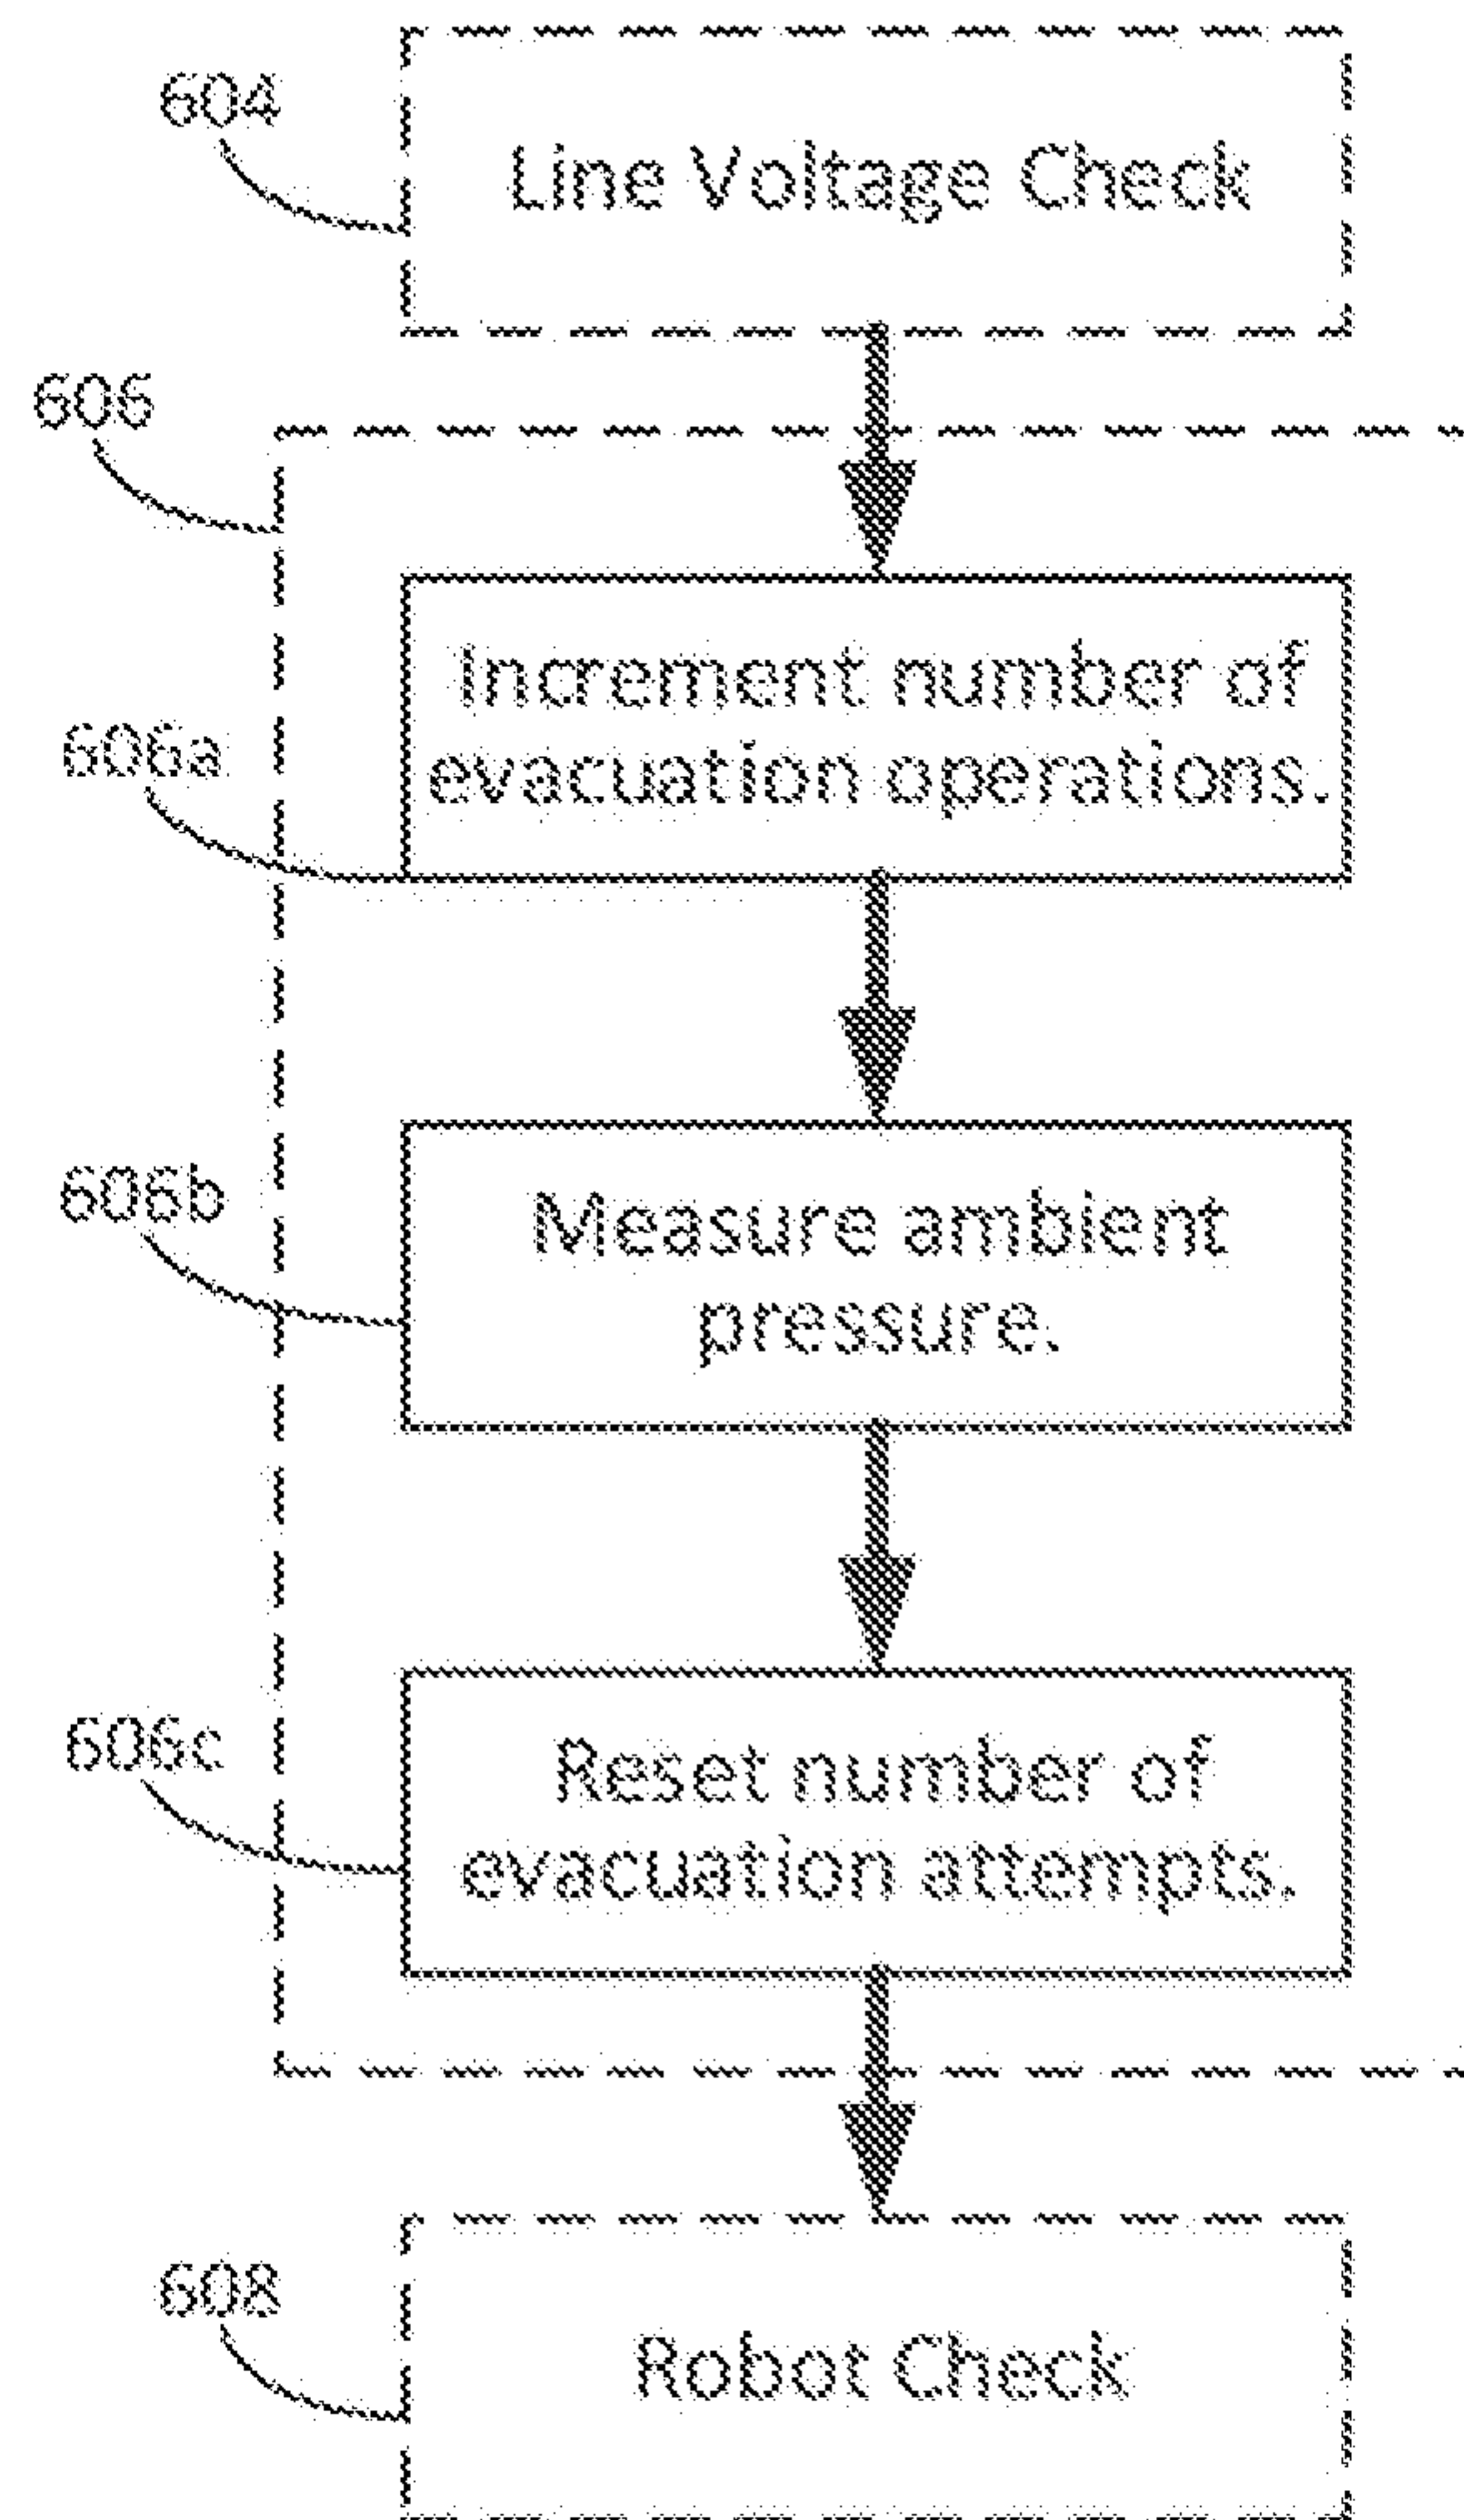 604
Line Voltage Check
606
Increment number of
evacuation operations.
606a
606b
Measure ambient
pressure.
606c
Reset number of
evacuation attempts.
608
Robot Check